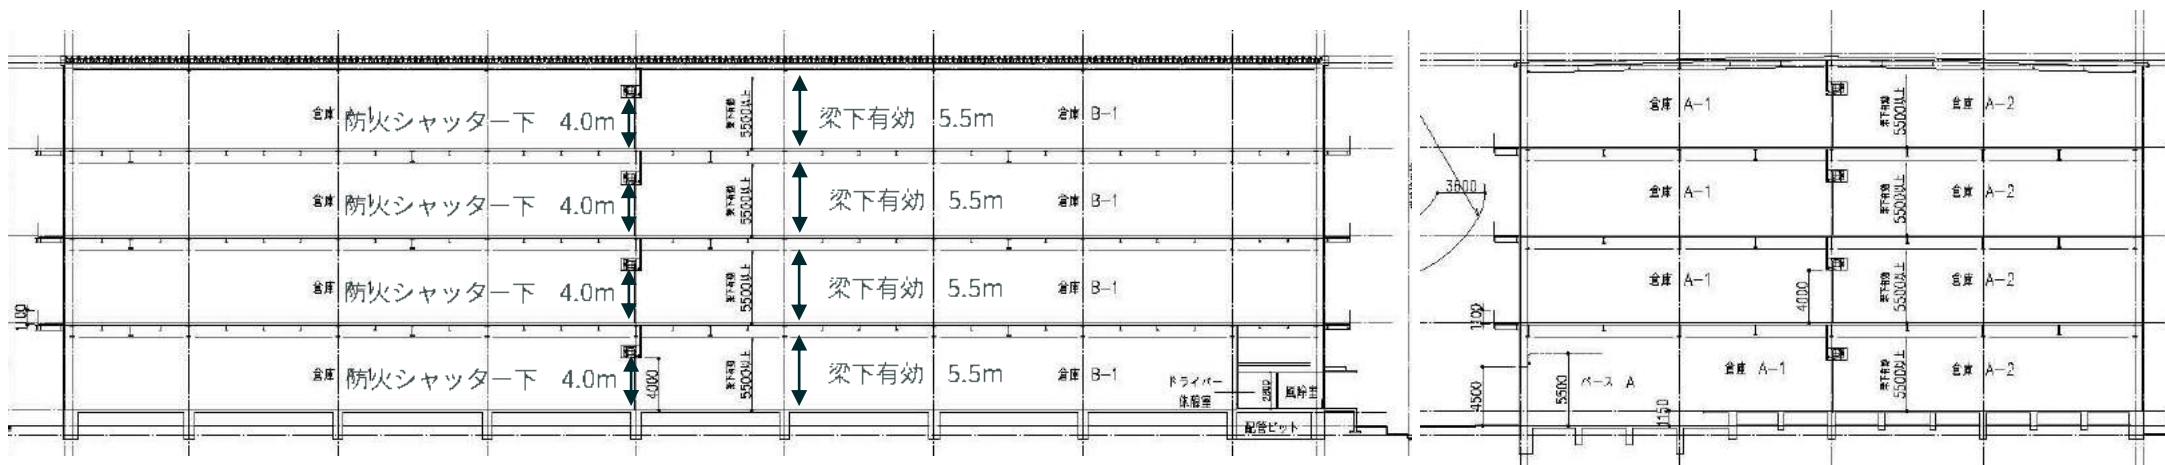 倉庫 A-1
防火シャッター下 4.0m
梁下有効
5500以上
梁下有効 5.5m
倉庫 B-1
倉庫 A-1
防火シャッター下 4.0m
梁下有効
5500以上
梁下有効 5.5m
倉庫 B-1
倉庫 A-1
防火シャッター下 4.0m
梁下有効
5500以上
梁下有効 5.5m
倉庫 B-1
1100
倉庫 A-1
防火シャッター下 4.0m
4000
梁下有効
5500以上
梁下有効 5.5m
倉庫 B-1
ドライバー
休憩室
風除室
配管ピット
倉庫 A-1
梁下有効
5500以上
倉庫 A-2
3600
倉庫 A-1
梁下有効
5500以上
倉庫 A-2
倉庫 A-1
4000
梁下有効
5500以上
倉庫 A-2
1100
4500
5500
バース A
1150
倉庫 A-1
梁下有効
5500以上
倉庫 A-2